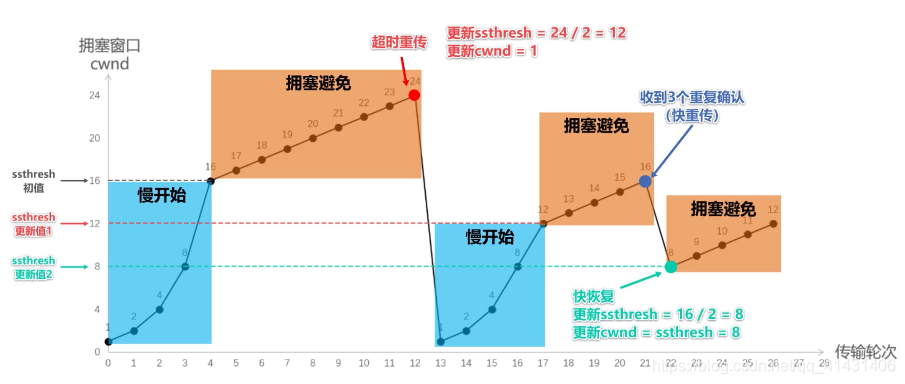 拥塞窗口
cwnd
超时重传
更新ssthresh = 24 / 2 = 12
更新cwnd = 1
拥塞避免
24
23
22
21
20
19
18
17
16
收到3个重复确认
（快重传）
拥塞避免
16
15
14
13
12
慢开始
8
4
2
1
慢开始
8
4
2
1
拥塞避免
12
11
10
9
8
ssthresh
初值
ssthresh
更新值1
ssthresh
更新值2
24
20
16
12
8
4
0
快恢复
更新ssthresh = 16 / 2 = 8
更新cwnd = ssthresh = 8
0 1 2 3 4 5 6 7 8 9 10 11 12 13 14 15 16 17 18 19 20 21 22 23 24 25 26 27 28 29
传输轮次
https://blog.csdn.net/qq_41431406